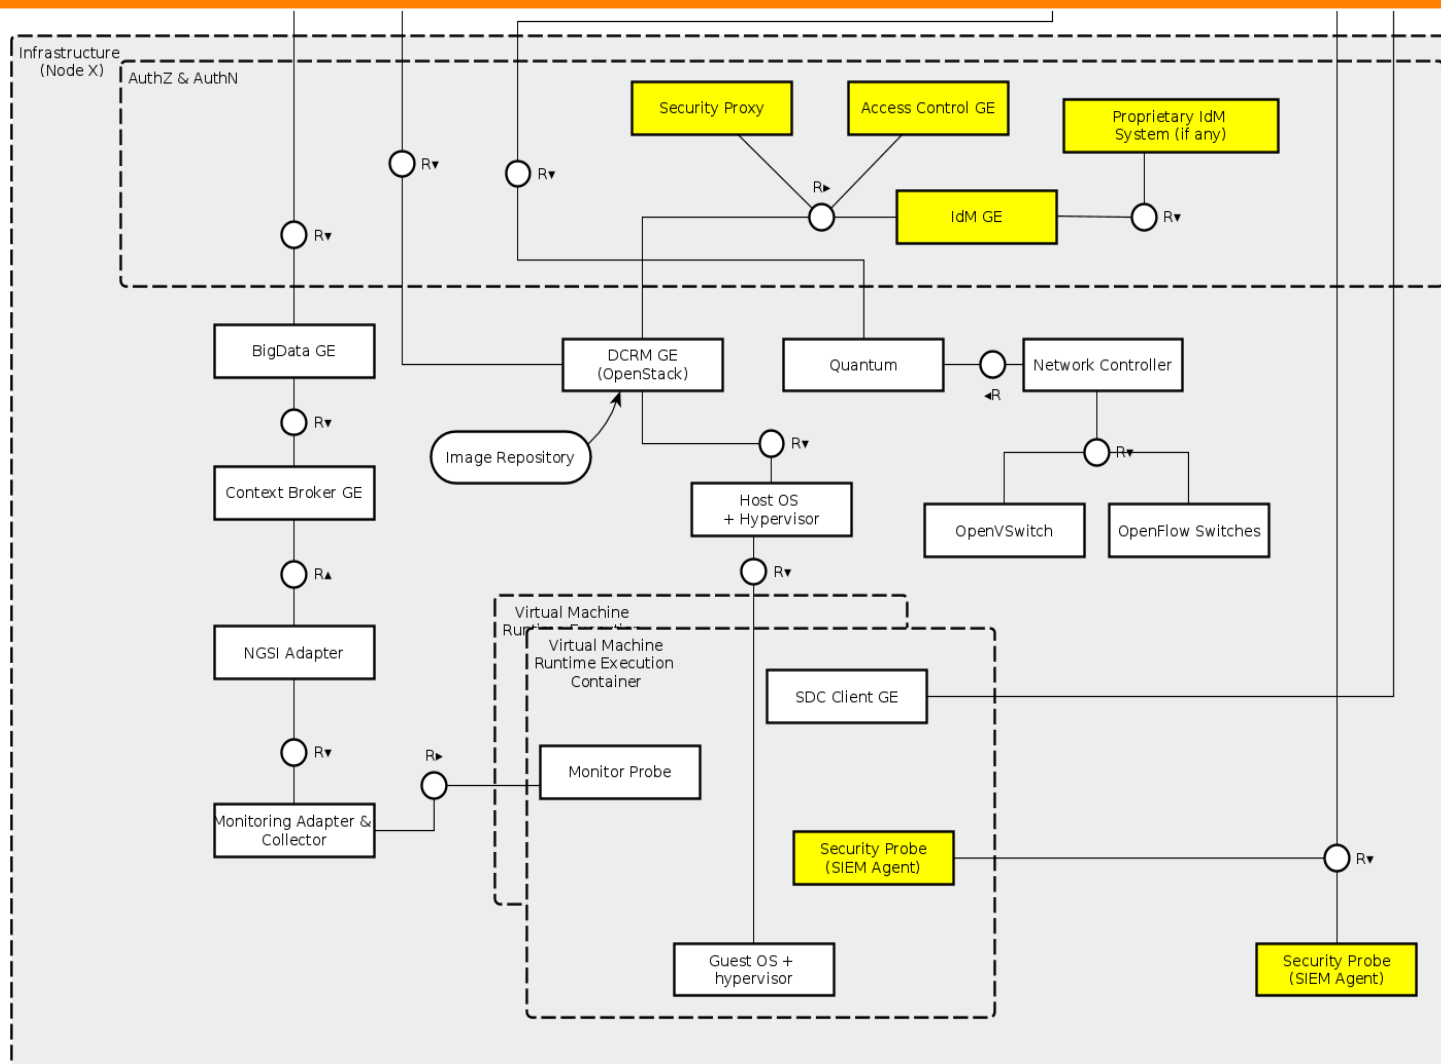 Infrastructure
(Node X)
AuthZ & AuthN
Security Proxy
Access Control GE
Proprietary IdM
System (if any)
R▾
R▾
R▸
IdM GE
R▾
R▾
BigData GE
DCRM GE
(OpenStack)
Quantum
Network Controller
◂R
R▾
Image Repository
R▾
R▾
Context Broker GE
Host OS
+ Hypervisor
OpenVSwitch
OpenFlow Switches
R▴
R▾
Virtual Machine
Runtime Execution
Virtual Machine
Runtime Execution
Container
NGSI Adapter
SDC Client GE
R▾
R▸
Monitor Probe
Monitoring Adapter &
Collector
Security Probe
(SIEM Agent)
R▾
Guest OS +
hypervisor
Security Probe
(SIEM Agent)